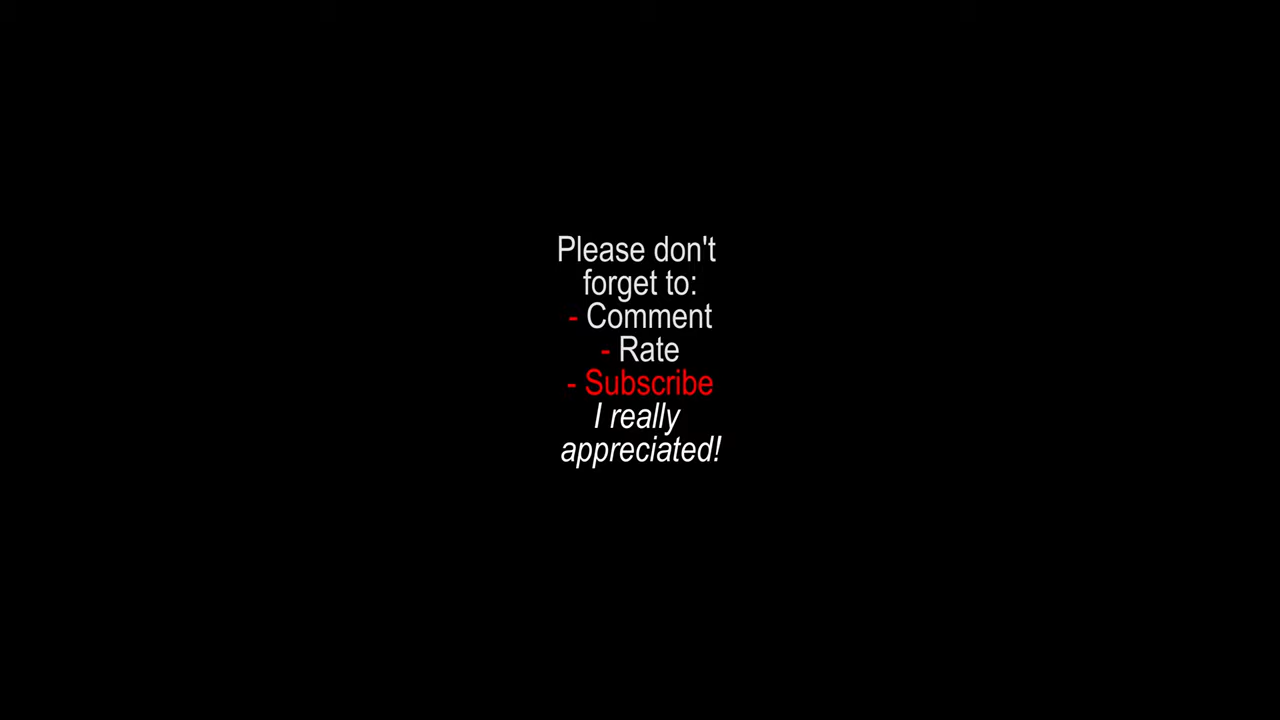 Please don't
forget to:
- Comment
- Rate
- Subscribe
I really
appreciated!